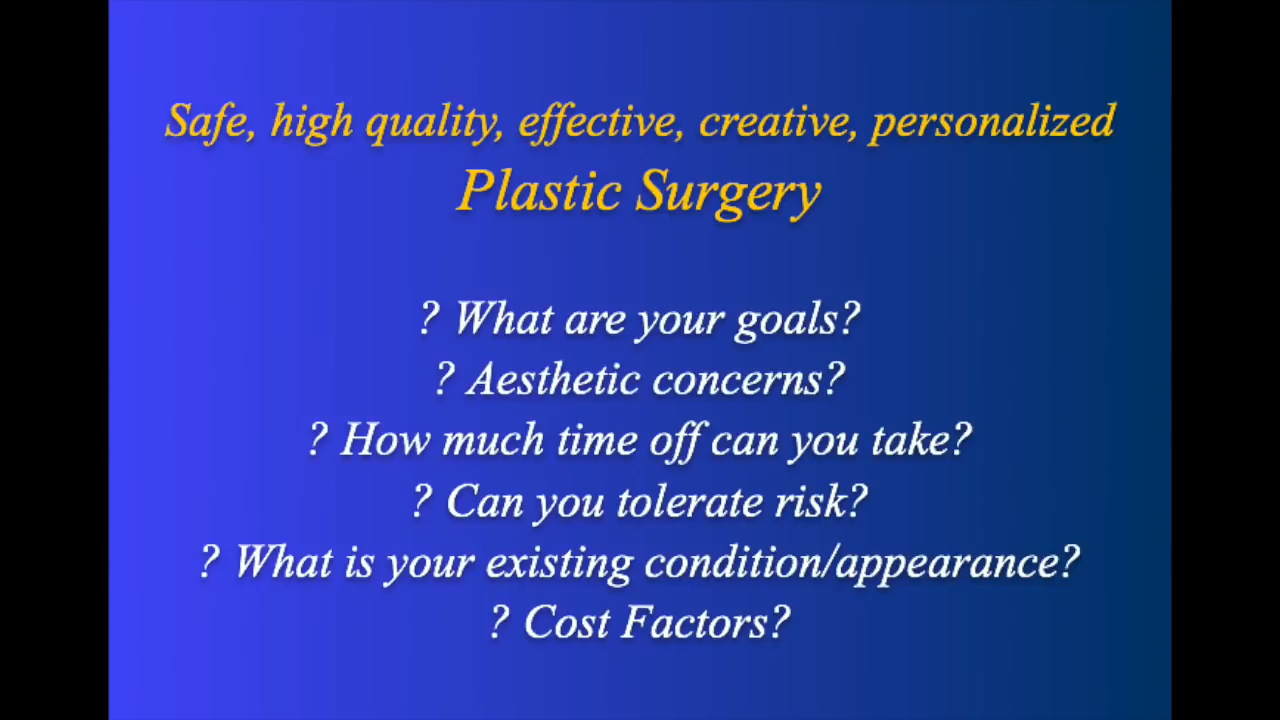 Safe, high quality, effective, creative, personalized
Plastic Surgery
? What are your goals?
? Aesthetic concerns?
? How much time off can you take?
? Can you tolerate risk?
? What is your existing condition/appearance?
? Cost Factors?